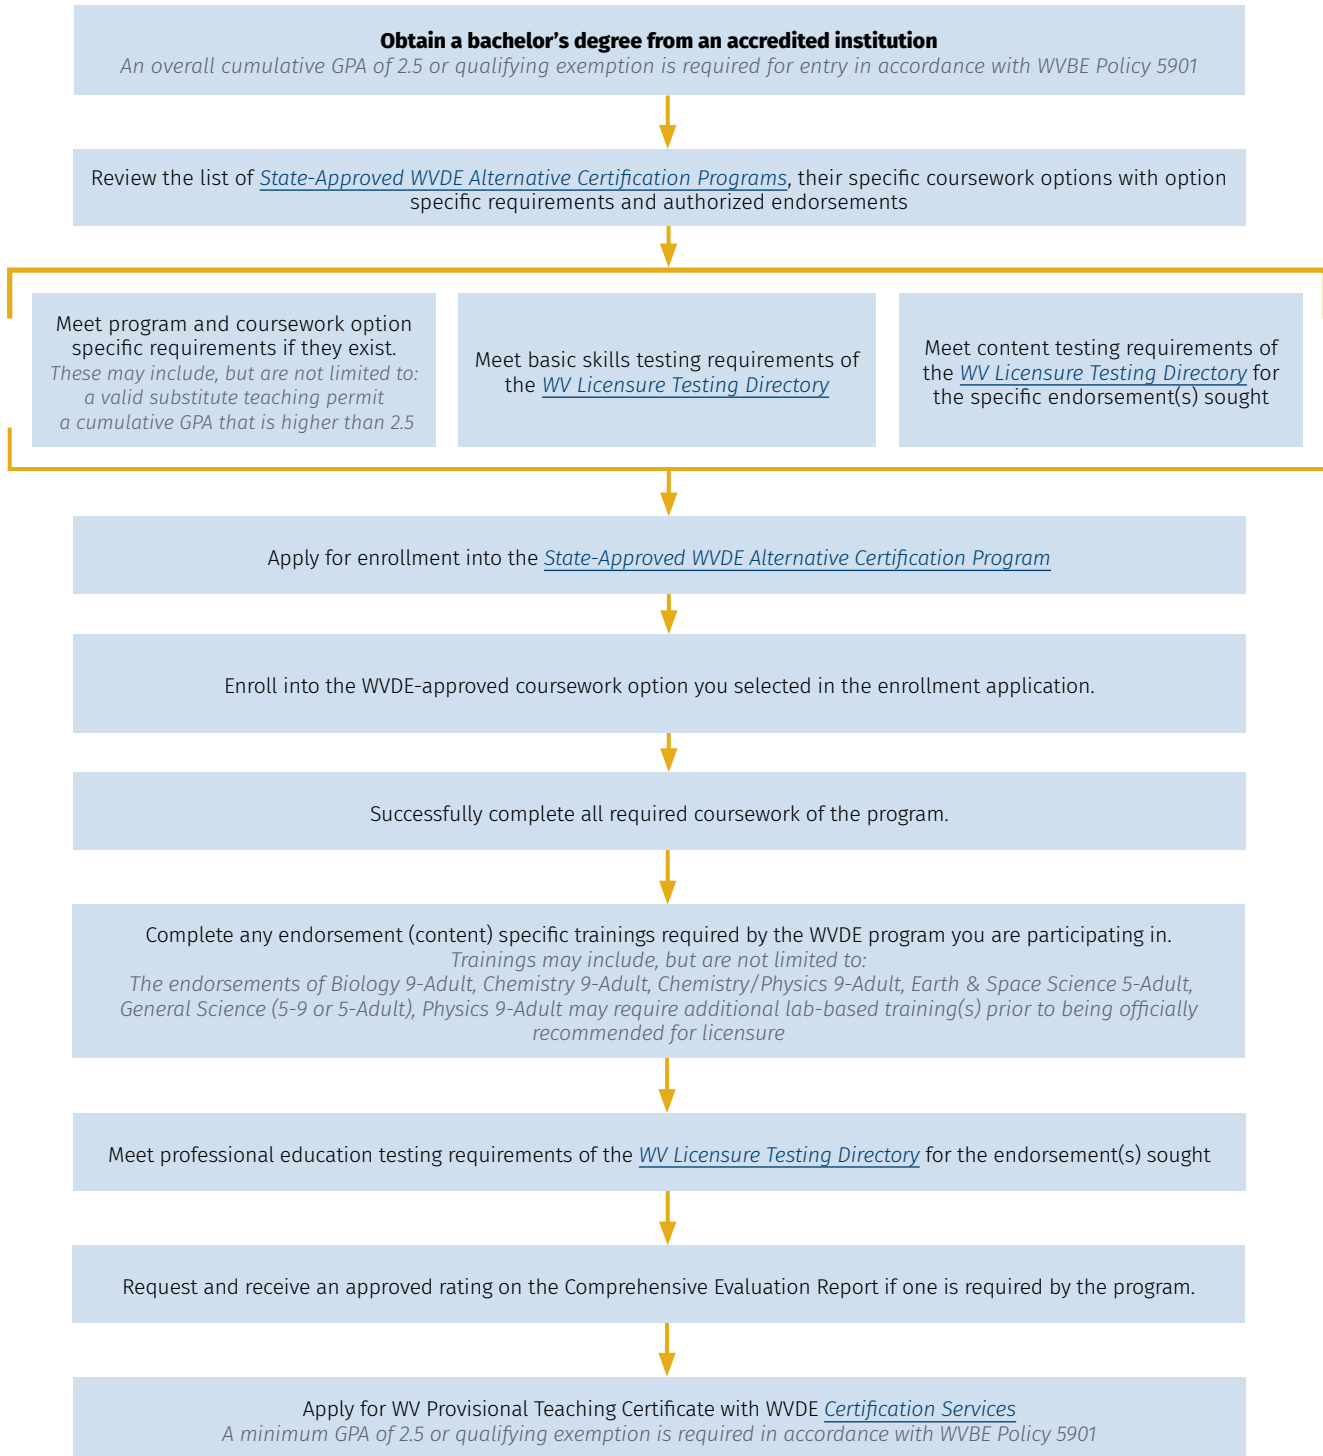 Obtain a bachelor's degree from an accredited institution
An overall cumulative GPA of 2.5 or qualifying exemption is required for entry in accordance with WVBE Policy 5901
Review the list of State-Approved WVDE Alternative Certification Programs, their specific coursework options with option
specific requirements and authorized endorsements
Meet program and coursework option
specific requirements if they exist.
These may include, but are not limited to:
a valid substitute teaching permit
a cumulative GPA that is higher than 2.5
Meet basic skills testing requirements of
the WV Licensure Testing Directory
Meet content testing requirements of
the WV Licensure Testing Directory for
the specific endorsement(s) sought
Apply for enrollment into the State-Approved WVDE Alternative Certification Program
Enroll into the WVDE-approved coursework option you selected in the enrollment application.
Successfully complete all required coursework of the program.
Complete any endorsement (content) specific trainings required by the WVDE program you are participating in.
Trainings may include, but are not limited to:
The endorsements of Biology 9-Adult, Chemistry 9-Adult, Chemistry/Physics 9-Adult, Earth & Space Science 5-Adult,
General Science (5-9 or 5-Adult), Physics 9-Adult may require additional lab-based training(s) prior to being officially
recommended for licensure
Meet professional education testing requirements of the WV Licensure Testing Directory for the endorsement(s) sought
Request and receive an approved rating on the Comprehensive Evaluation Report if one is required by the program.
Apply for WV Provisional Teaching Certificate with WVDE Certification Services
A minimum GPA of 2.5 or qualifying exemption is required in accordance with WVBE Policy 5901